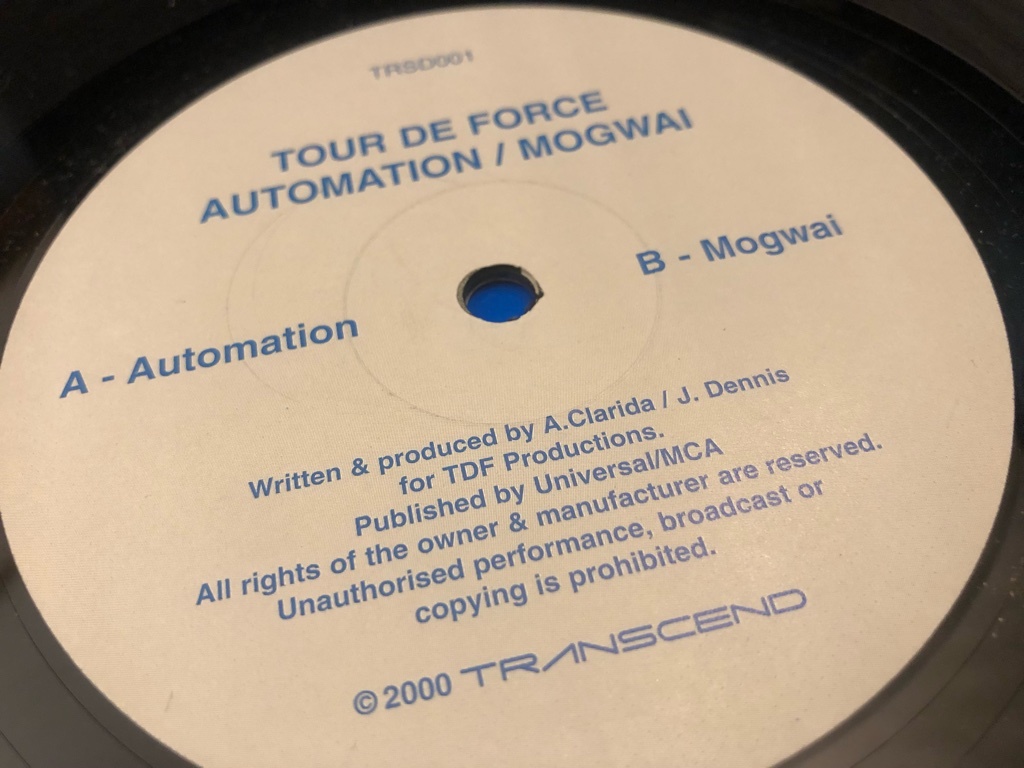 TRSD001
TOUR DE FORCE
AUTOMATION / MOGWAI
B - Mogwai
A - Automation
Written & produced by A.Clarida / J. Dennis
for TDF Productions.
Published by Universal/MCA
All rights of the owner & manufacturer are reserved.
Unauthorised performance, broadcast or
copying is prohibited.
© 2000 TRANSCEND